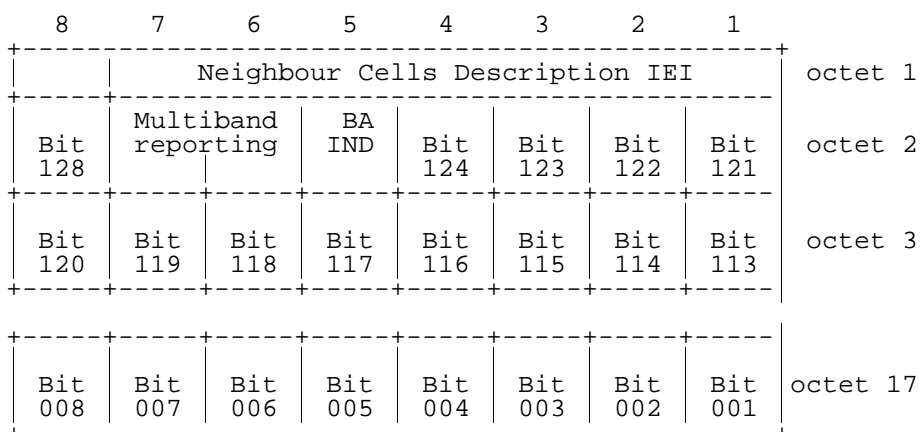 8 7 6 5 4 3 2 1
Neighbour Cells Description IEI octet 1
Multiband BA
Bit reporting IND Bit Bit Bit Bit octet 2
128 124 123 122 121
Bit Bit Bit Bit Bit Bit Bit Bit octet 3
120 119 118 117 116 115 114 113
Bit Bit Bit Bit Bit Bit Bit Bit octet 17
008 007 006 005 004 003 002 001